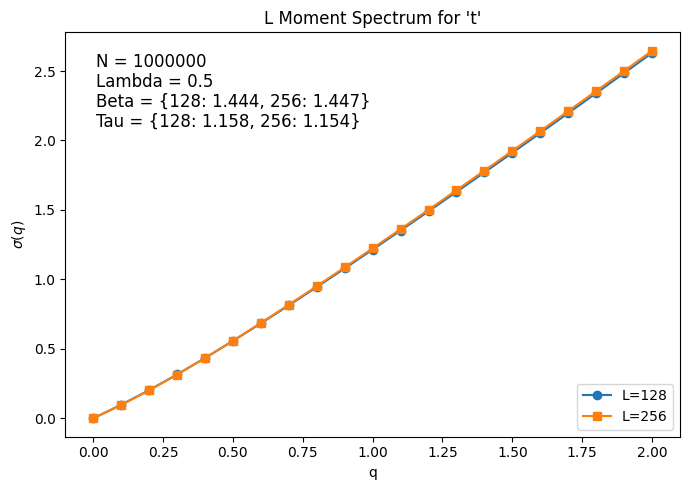 L Moment Spectrum for 't'
N = 1000000
Lambda = 0.5
Beta = {128: 1.444, 256: 1.447}
Tau = {128: 1.158, 256: 1.154}
2.5
2.0
1.5
1.0
0.5
0.0
σ(q)
L=128
L=256
0.00 0.25 0.50 0.75 1.00 1.25 1.50 1.75 2.00
q